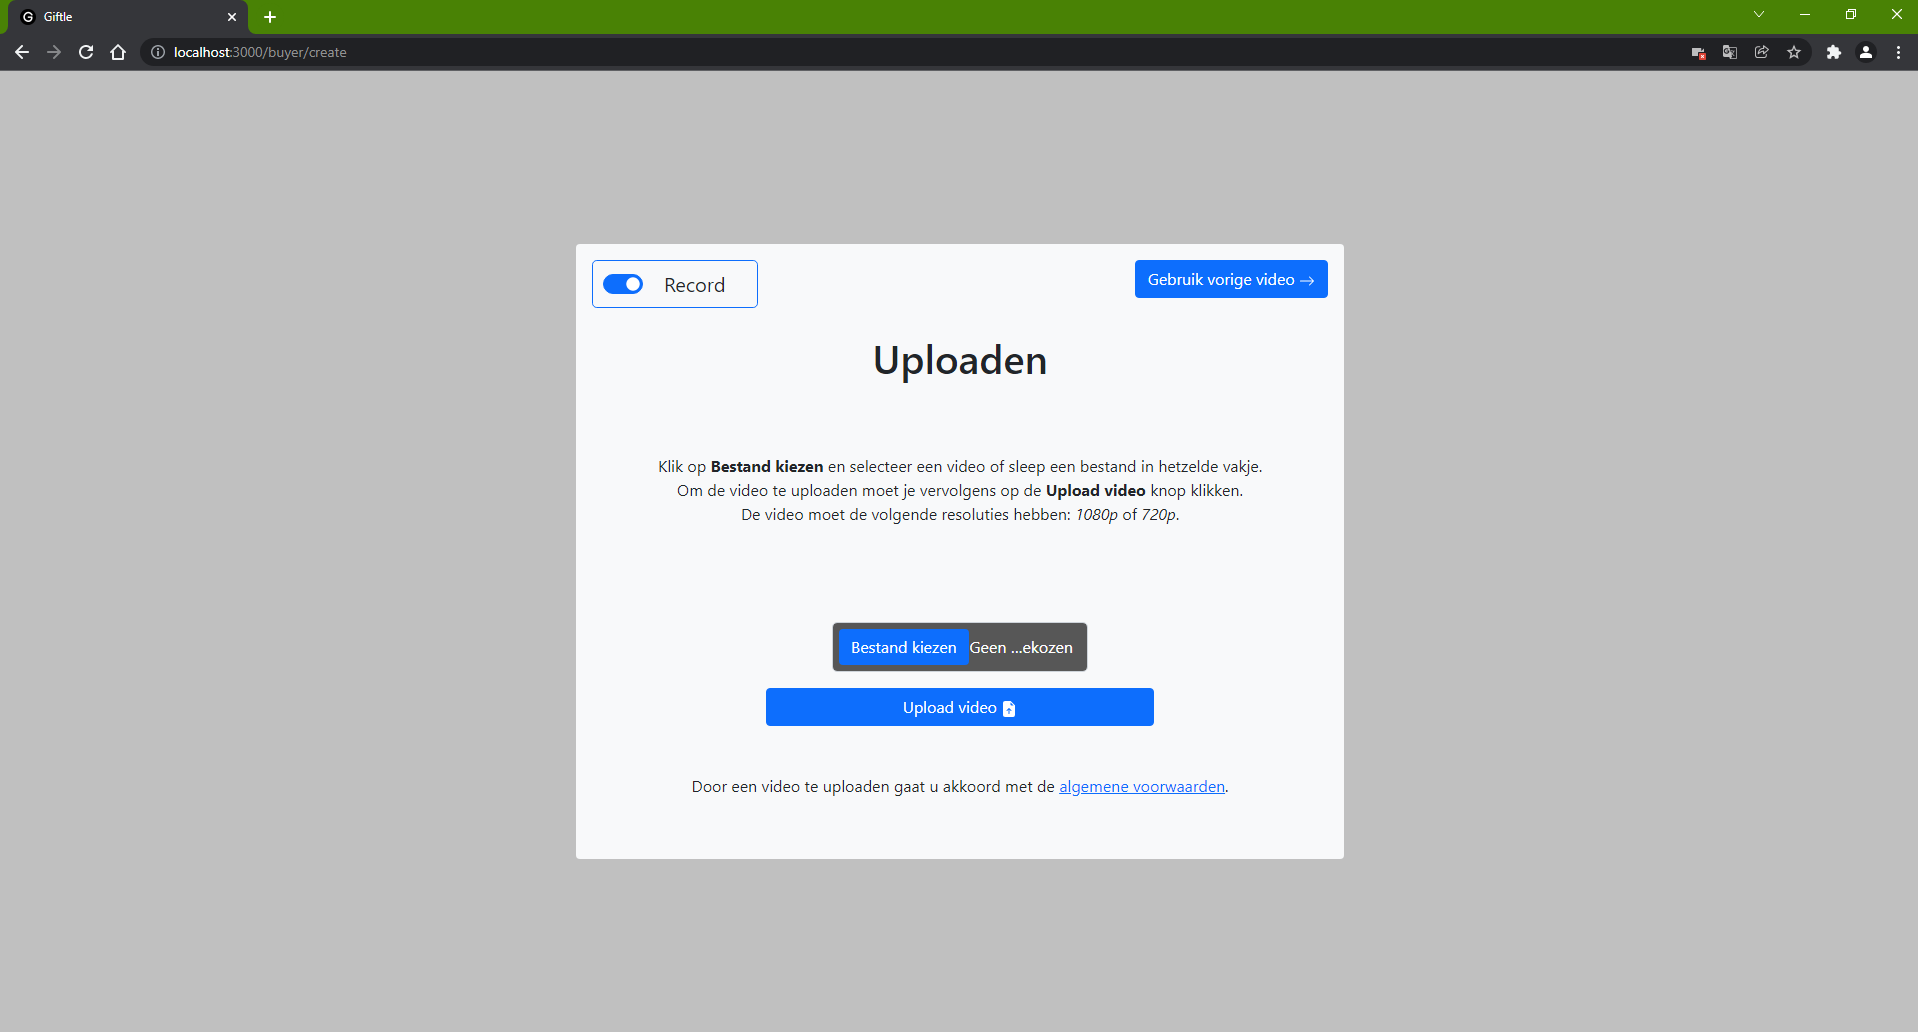 Giftle
localhost:3000/buyer/create
Record
Gebruik vorige video →
Uploaden
Klik op Bestand kiezen en selecteer een video of sleep een bestand in hetzelde vakje.
Om de video te uploaden moet je vervolgens op de Upload video knop klikken.
De video moet de volgende resoluties hebben: 1080p of 720p.
Bestand kiezen Geen ...ekozen
Upload video
Door een video te uploaden gaat u akkoord met de algemene voorwaarden.